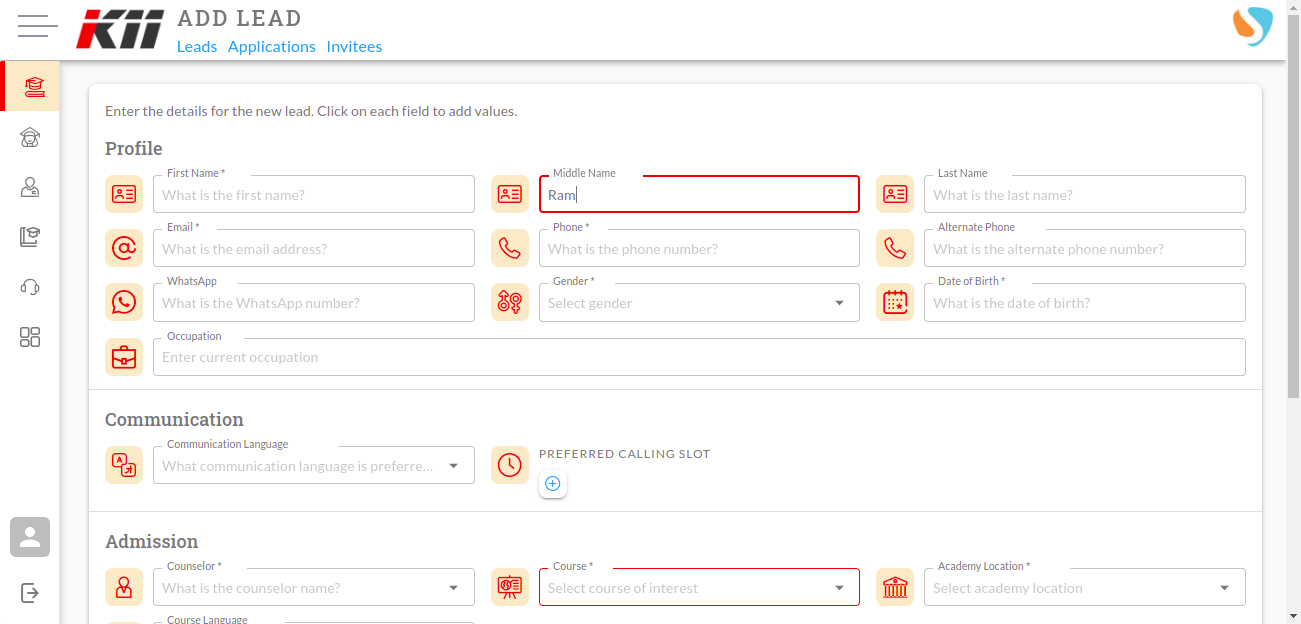 KII
ADD LEAD
Leads Applications Invitees
Enter the details for the new lead. Click on each field to add values.
Profile
First Name *
What is the first name?
Middle Name
Ram
Last Name
What is the last name?
Email *
What is the email address?
Phone *
What is the phone number?
Alternate Phone
What is the alternate phone number?
WhatsApp
What is the WhatsApp number?
Gender *
Select gender
Date of Birth *
What is the date of birth?
Occupation
Enter current occupation
Communication
Communication Language
What communication language is preferre...
PREFERRED CALLING SLOT
Admission
Counselor *
What is the counselor name?
Course *
Select course of interest
Academy Location *
Select academy location
Course Language